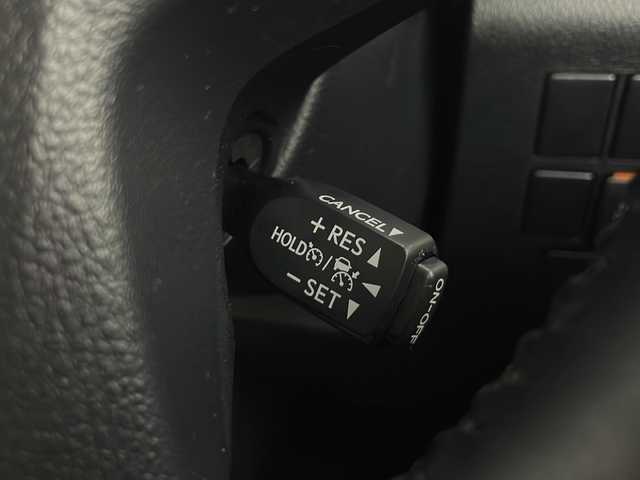 CANCEL▼
+ RES ▲
HOLD /
− SET ▼
ON-OFF